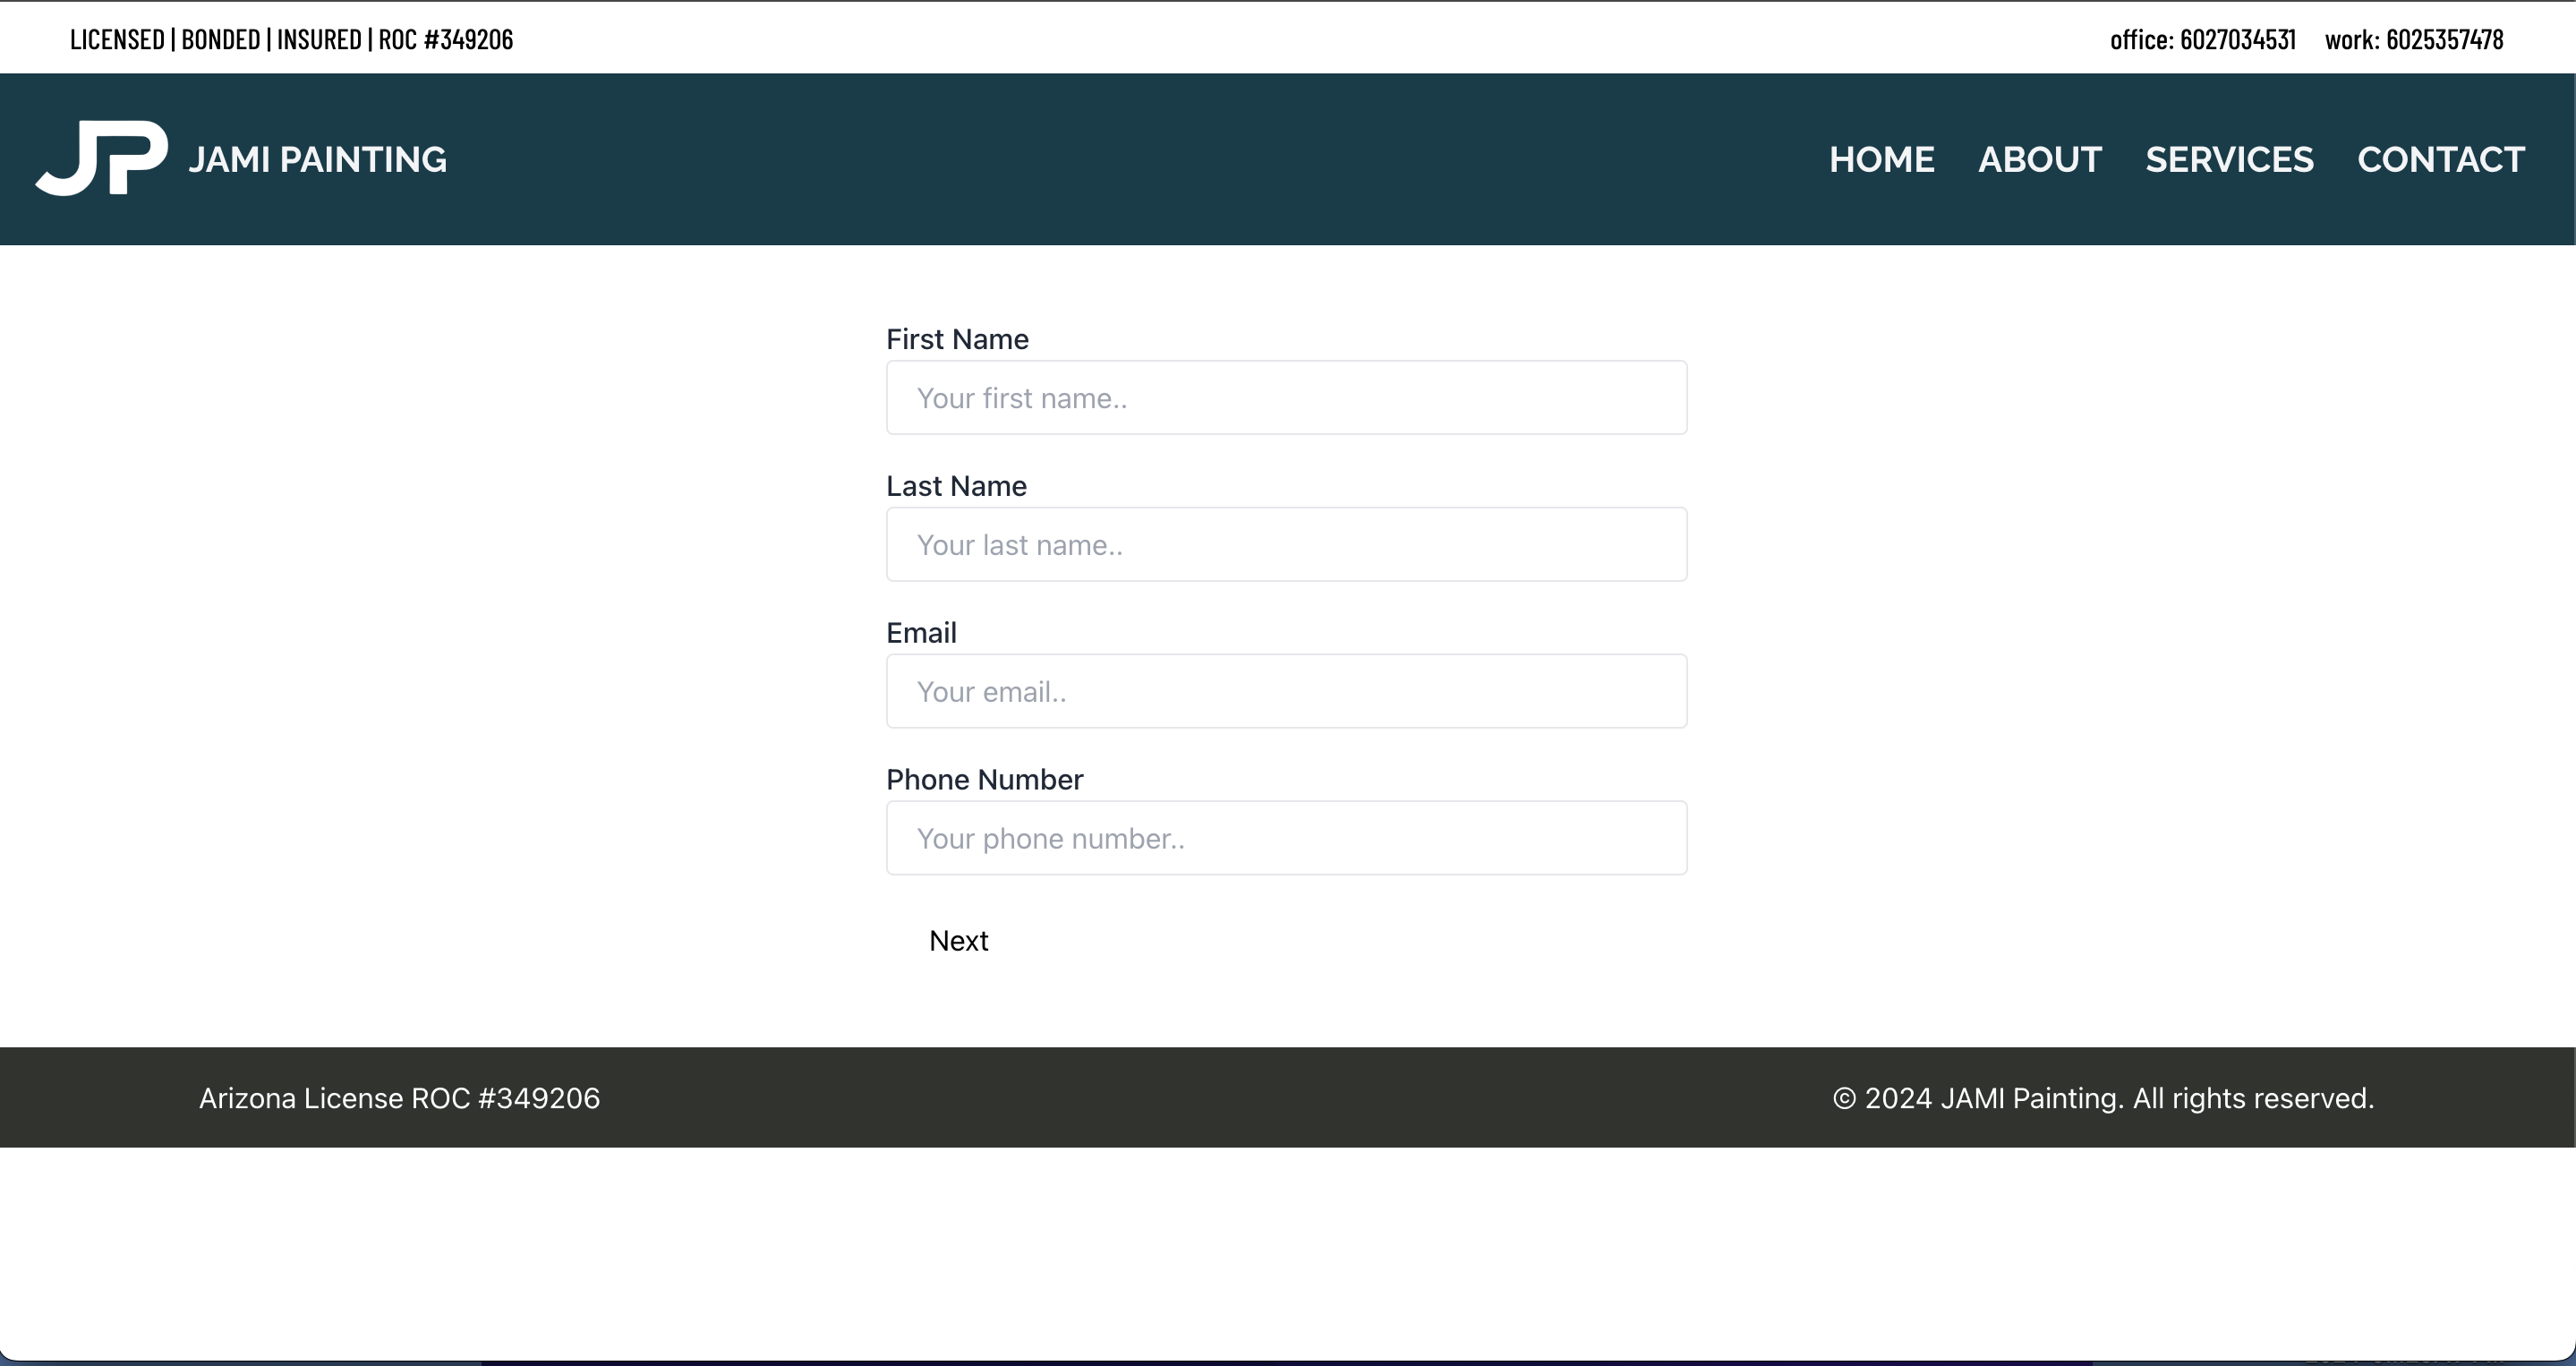 LICENSED | BONDED | INSURED | ROC #349206
office: 6027034531 work: 6025357478
JP JAMI PAINTING
HOME ABOUT SERVICES CONTACT
First Name
Your first name..
Last Name
Your last name..
Email
Your email..
Phone Number
Your phone number..
Next
Arizona License ROC #349206
© 2024 JAMI Painting. All rights reserved.